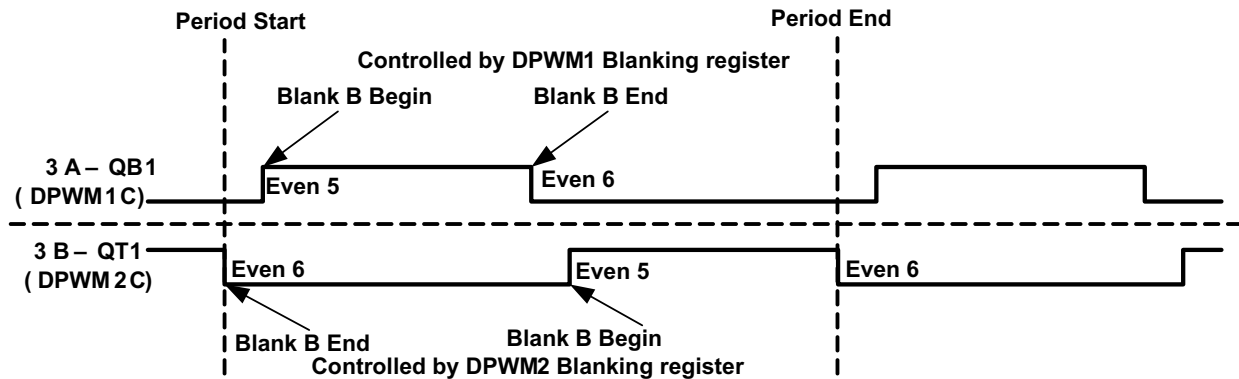 Period Start
Period End
Controlled by DPWM1 Blanking register
Blank B Begin
Blank B End
3 A – QB1
( DPWM1C)
Even 5
Even 6
3 B – QT1
( DPWM2C)
Even 6
Even 5
Even 6
Blank B End
Blank B Begin
Controlled by DPWM2 Blanking register